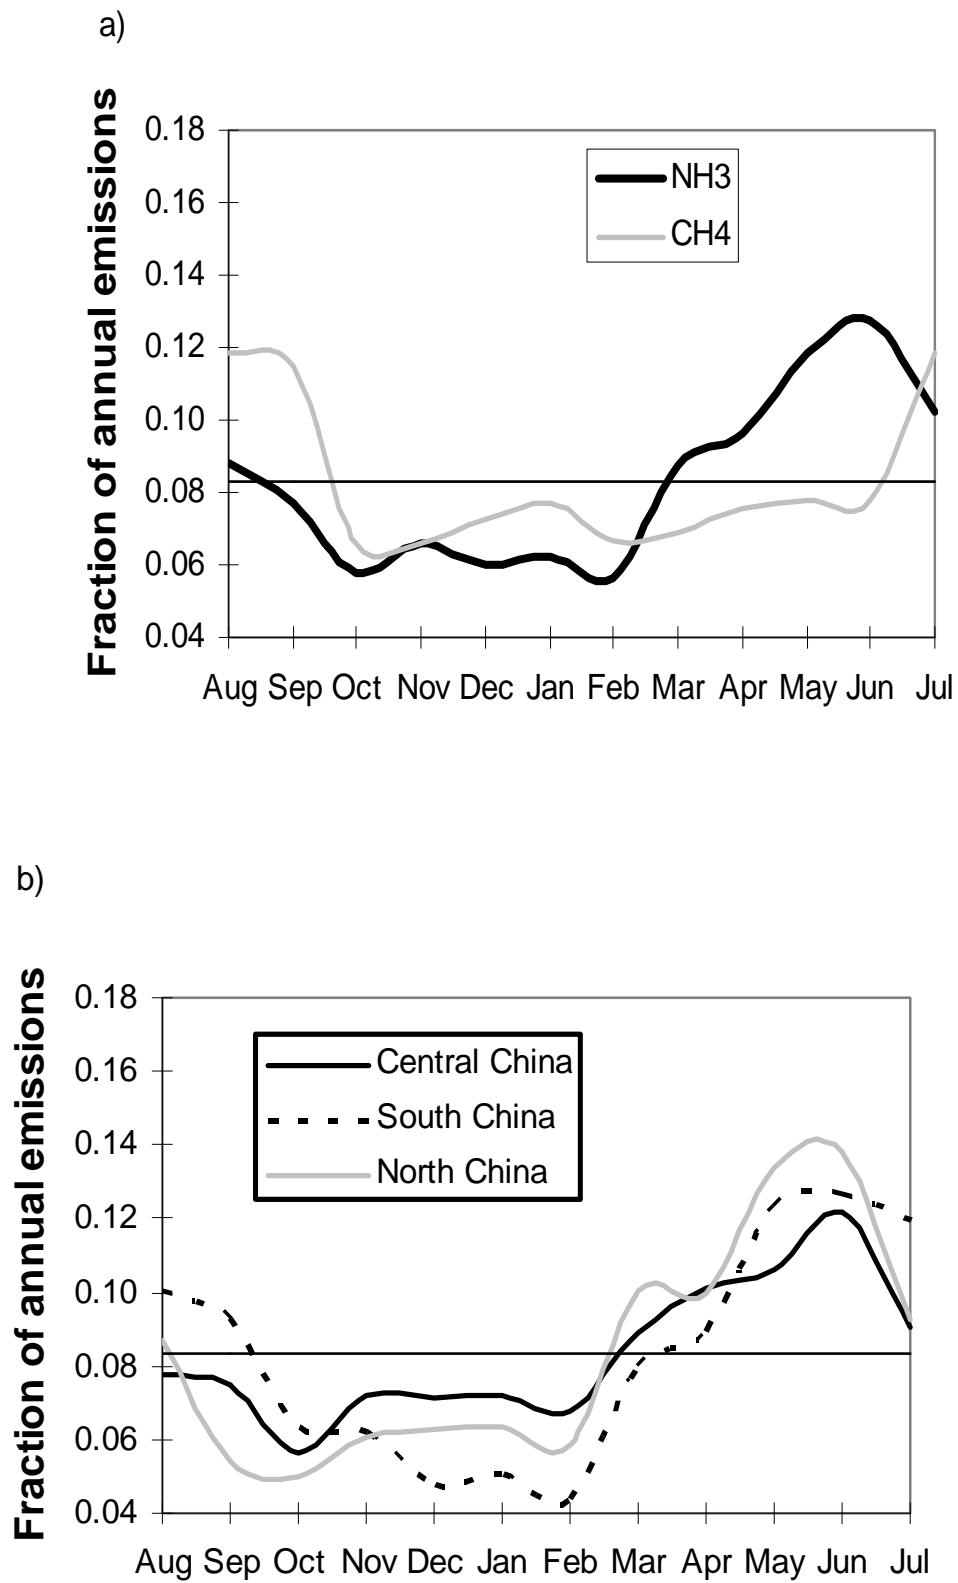 a)
Fraction of annual emissions
0.18
0.16
0.14
0.12
0.10
0.08
0.06
0.04
NH3
CH4
Aug Sep Oct Nov Dec Jan Feb Mar Apr May Jun Jul
b)
Fraction of annual emissions
0.18
0.16
0.14
0.12
0.10
0.08
0.06
0.04
Central China
South China
North China
Aug Sep Oct Nov Dec Jan Feb Mar Apr May Jun Jul